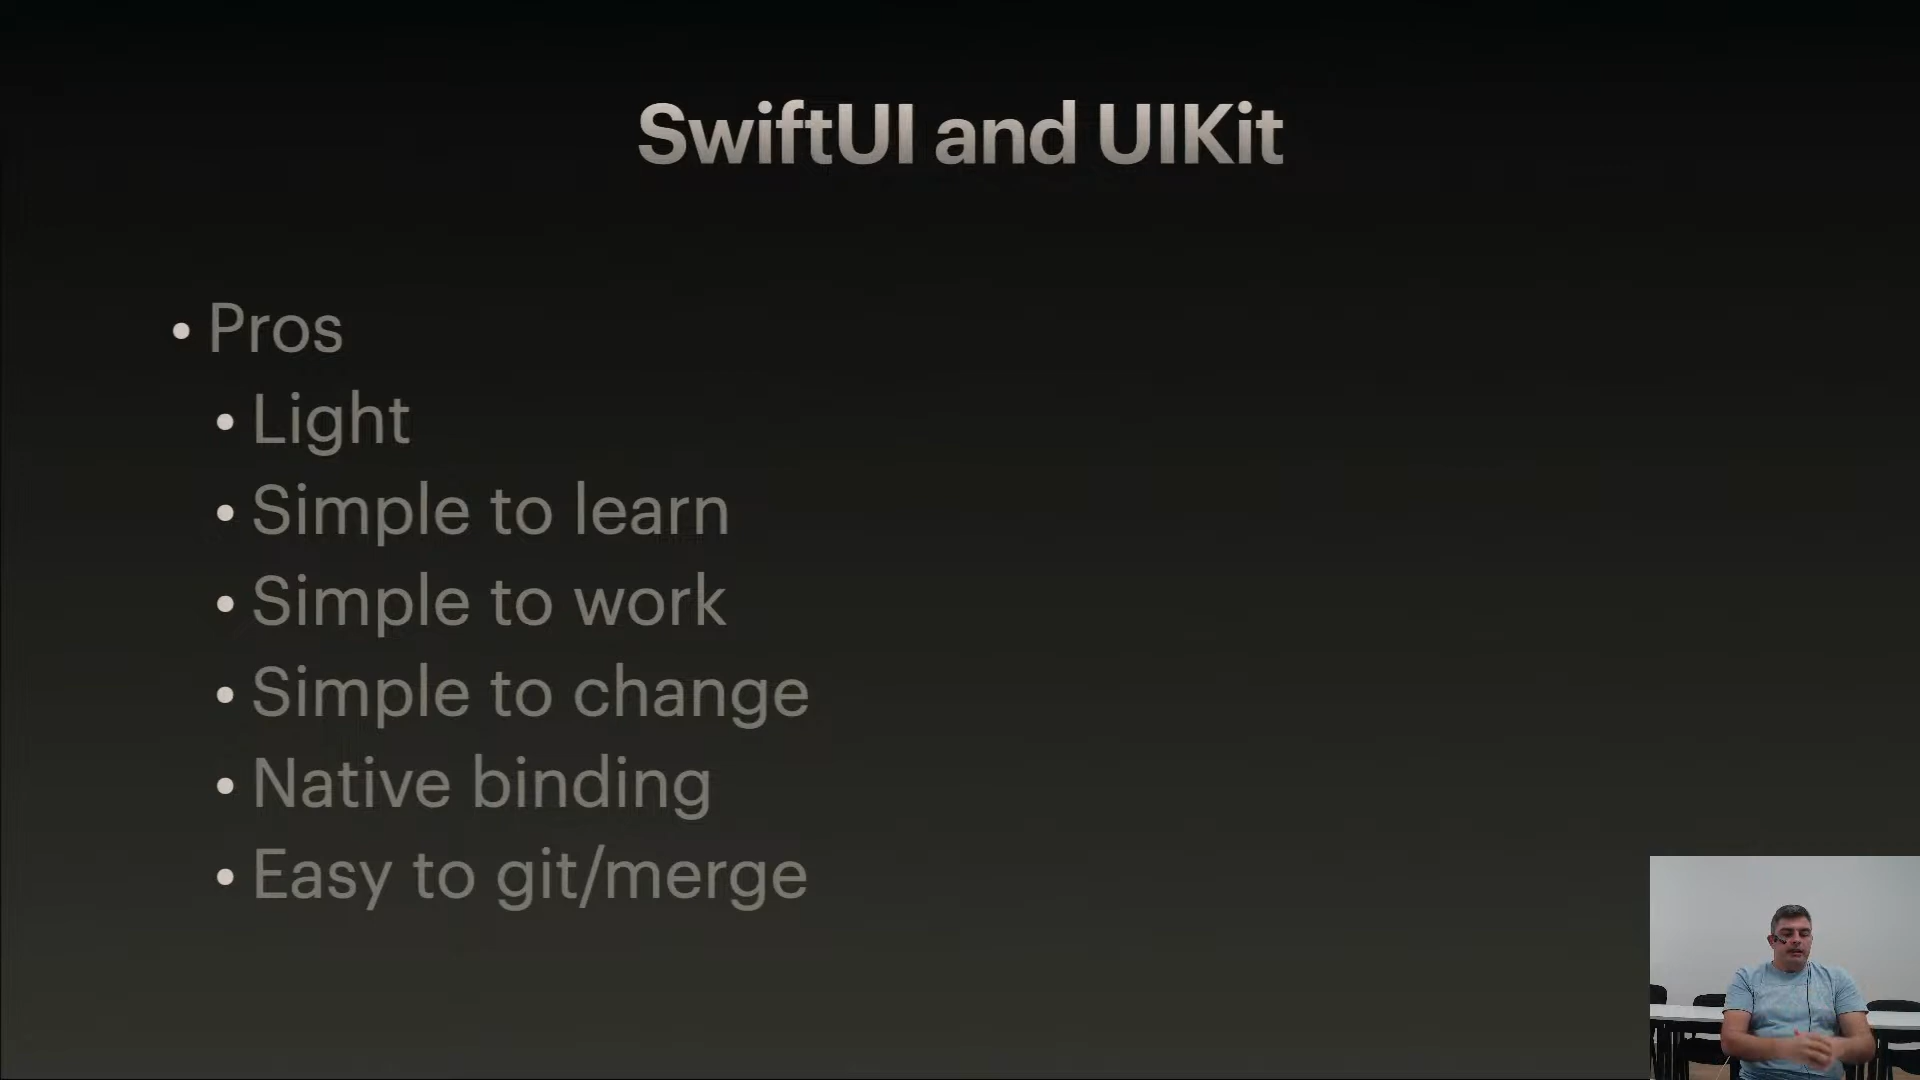 SwiftUI and UIKit
• Pros
• Light
• Simple to learn
• Simple to work
• Simple to change
• Native binding
• Easy to git/merge